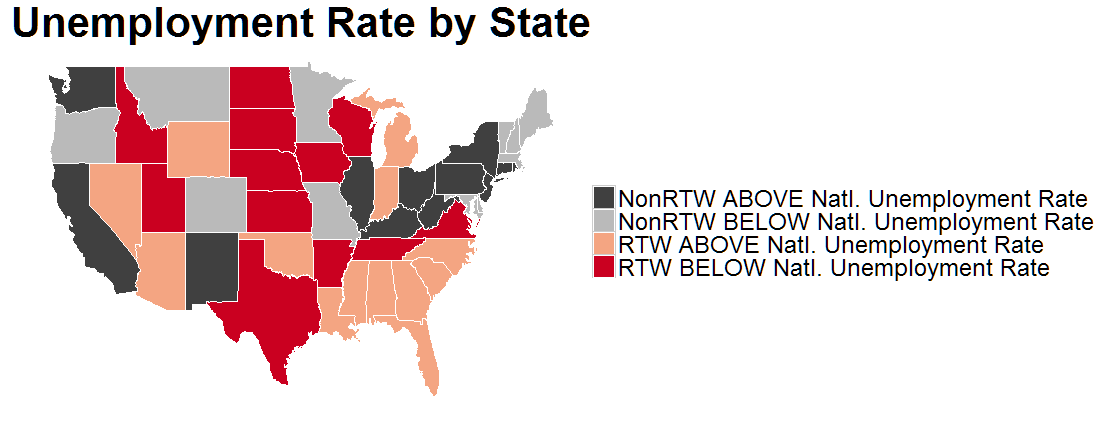 Unemployment Rate by State
NonRTW ABOVE Natl. Unemployment Rate
NonRTW BELOW Natl. Unemployment Rate
RTW ABOVE Natl. Unemployment Rate
RTW BELOW Natl. Unemployment Rate